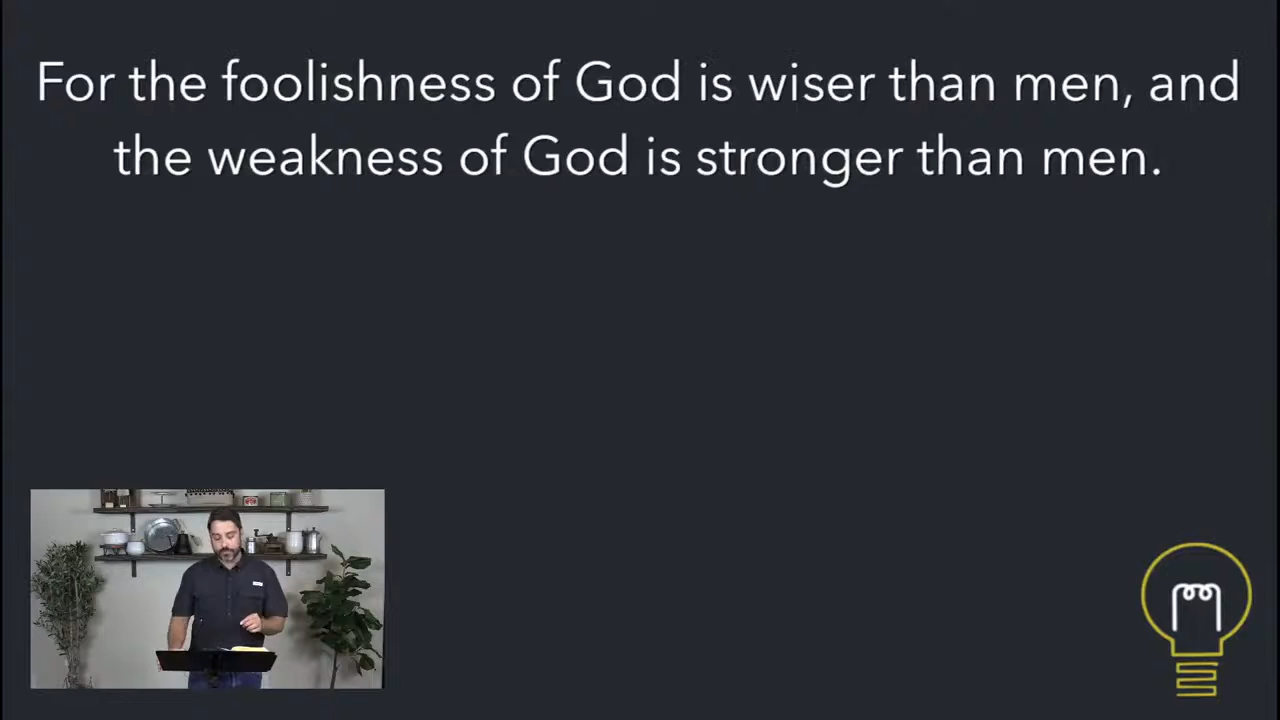 For the foolishness of God is wiser than men, and
the weakness of God is stronger than men.